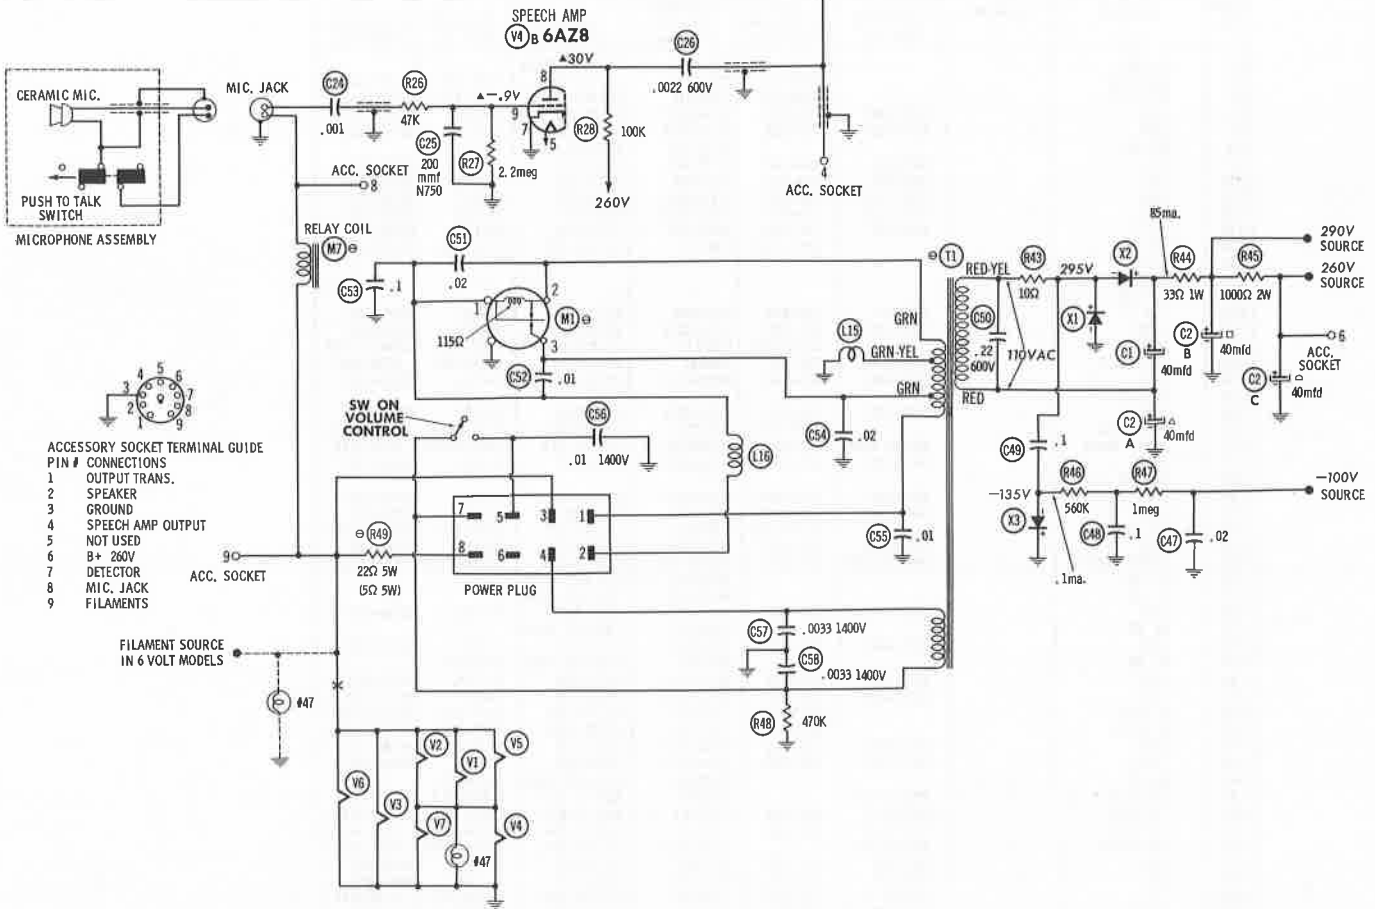 SPEECH AMP
V4 B 6AZ8
▲30V
C26
.0022 600V
CERAMIC MIC.
MIC. JACK
C24
.001
R26
47K
▲−.9V
8
9
7
5
C25
200
mmf
N750
R27
2.2meg
R28
100K
260V
4
ACC. SOCKET
ACC. SOCKET
8
PUSH TO TALK
SWITCH
MICROPHONE ASSEMBLY
RELAY COIL
M7
C51
.02
C53
.1
1
2
3
115Ω
M1
C52
.01
GRN
L15
GRN-YEL
GRN
T1
RED-YEL
R43
10Ω
295V
X2
85ma.
R44
33Ω 1W
R45
1000Ω 2W
290V
SOURCE
260V
SOURCE
C50
.22
600V
110VAC
RED
X1
C1
40mfd
C2
B
40mfd
C2
C
40mfd
6
ACC.
SOCKET
C2
A
40mfd
4 5 6
3 7
2 8
1 9
SW ON
VOLUME
CONTROL
C56
.01 1400V
L16
C54
.02
C49
.1
−135V
R46
560K
R47
1meg
−100V
SOURCE
X3
C48
.1
C47
.02
.1ma.
ACCESSORY SOCKET TERMINAL GUIDE
PIN # CONNECTIONS
1 OUTPUT TRANS.
2 SPEAKER
3 GROUND
4 SPEECH AMP OUTPUT
5 NOT USED
6 B+ 260V
7 DETECTOR
8 MIC. JACK
9 FILAMENTS
9
ACC. SOCKET
R49
22Ω 5W
(5Ω 5W)
7 5 3 1
8 6 4 2
POWER PLUG
C55
.01
C57
.0033 1400V
C58
.0033 1400V
R48
470K
FILAMENT SOURCE
IN 6 VOLT MODELS
#47
V2
V5
V1
V6
V3
V7
V4
#47